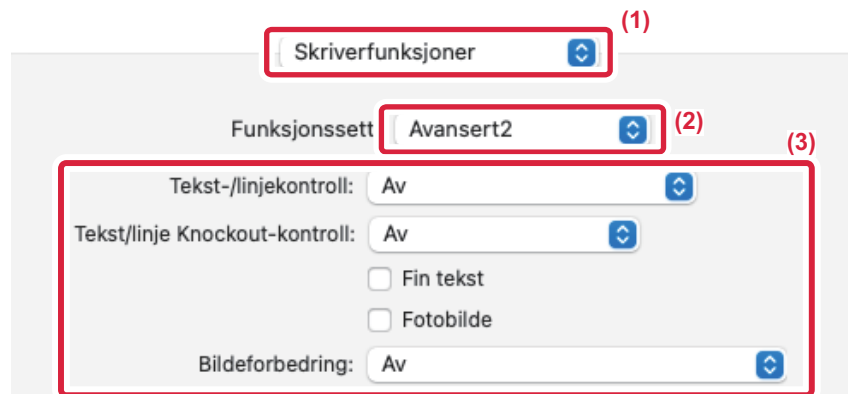 (1)
Skriverfunksjoner
Funksjonssett Avansert2 (2)
(3)
Tekst-/linjekontroll: Av
Tekst/linje Knockout-kontroll: Av
Fin tekst
Fotobilde
Bildeforbedring: Av